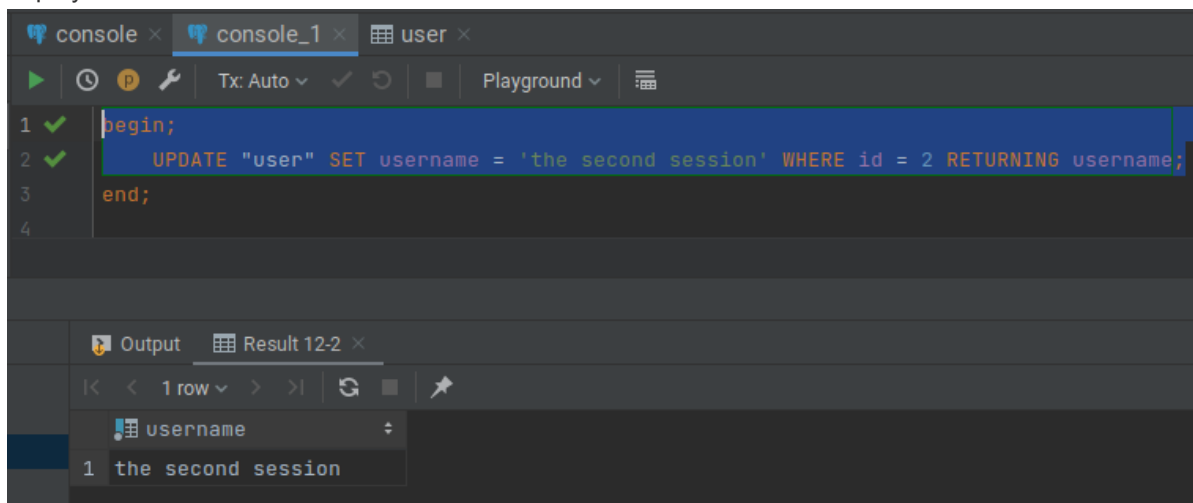 console × console_1 × user ×
P Tx: Auto Playground
1 begin;
2 UPDATE "user" SET username = 'the second session' WHERE id = 2 RETURNING username;
3 end;
4
Output Result 12-2 ×
1 row
username
1 the second session